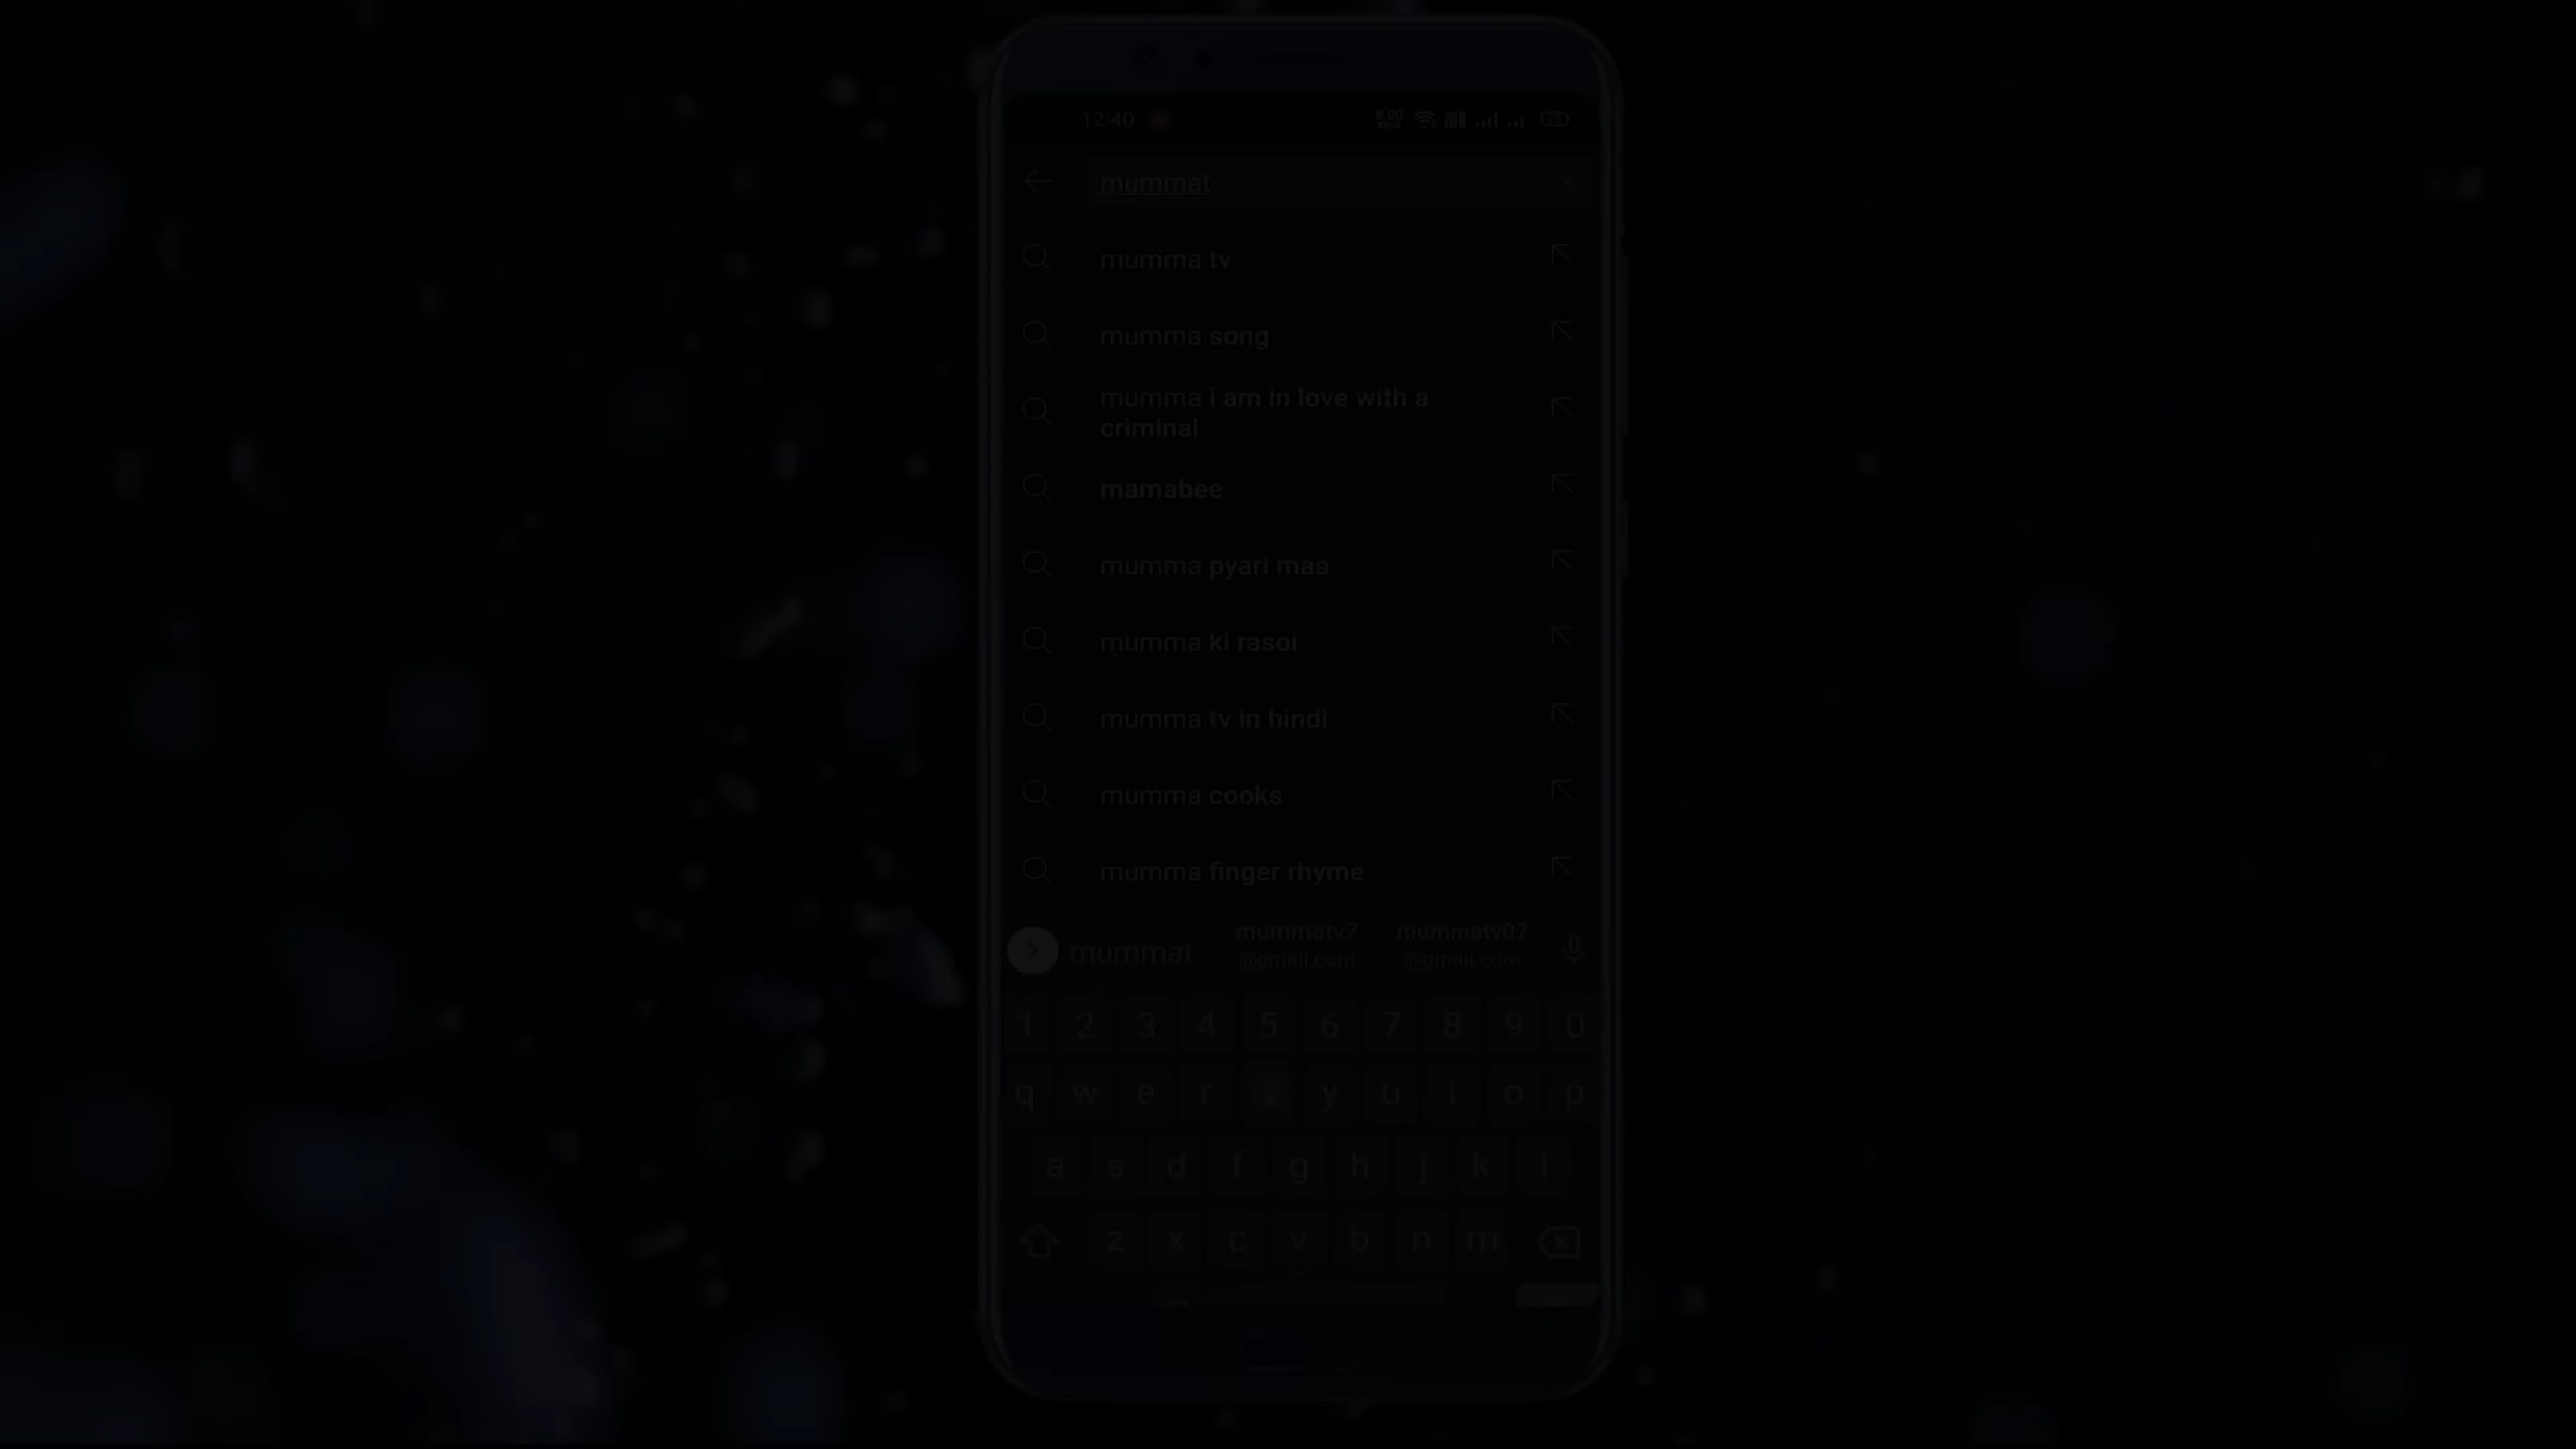 12:40
mummat
mumma tv
mumma song
mumma i am in love with a
criminal
mamabee
mumma pyari maa
mumma ki rasoi
mumma tv in hindi
mumma cooks
mumma finger rhyme
mummat mummatv7 mummatv07
@gmail.com @gmail.com
1 2 3 4 5 6 7 8 9 0
q w e r t y u i o p
a s d f g h j k l
z x c v b n m